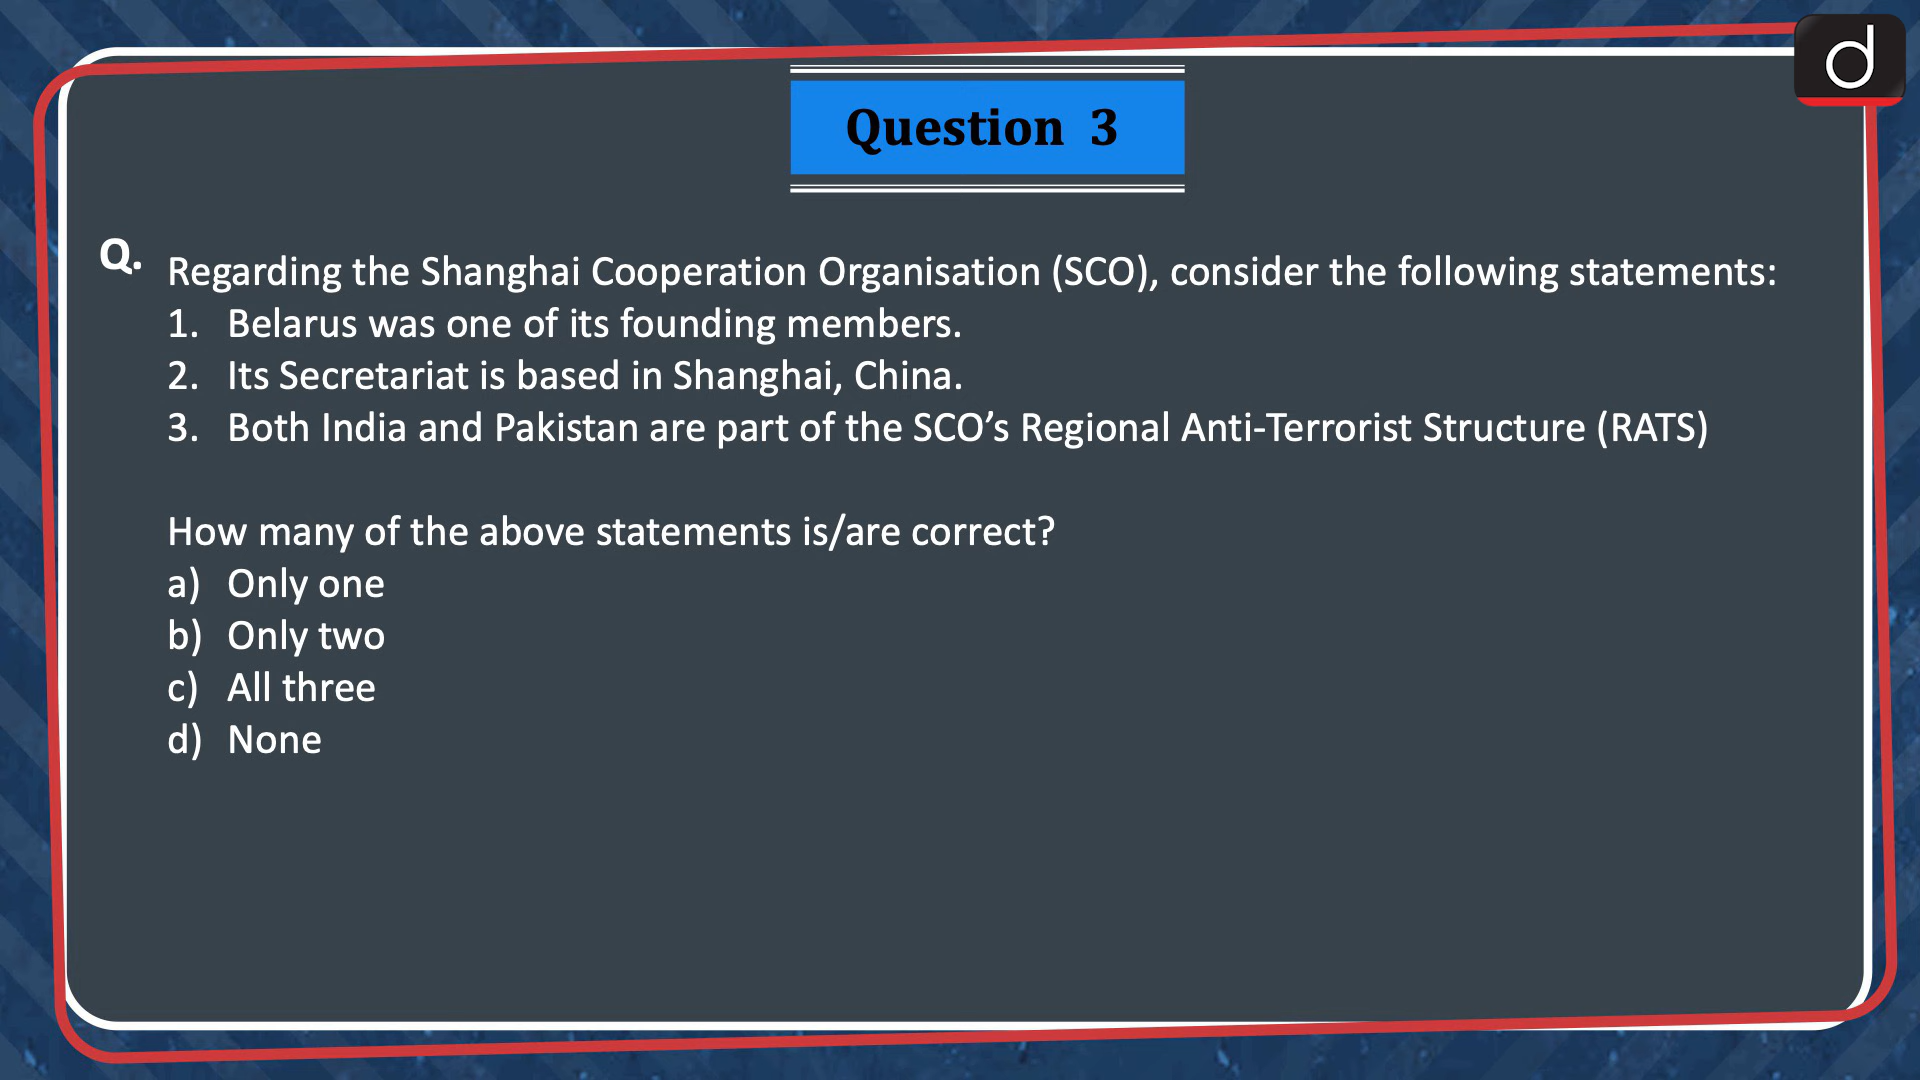 Question 3
Q. Regarding the Shanghai Cooperation Organisation (SCO), consider the following statements:
1. Belarus was one of its founding members.
2. Its Secretariat is based in Shanghai, China.
3. Both India and Pakistan are part of the SCO’s Regional Anti-Terrorist Structure (RATS)
How many of the above statements is/are correct?
a) Only one
b) Only two
c) All three
d) None
d